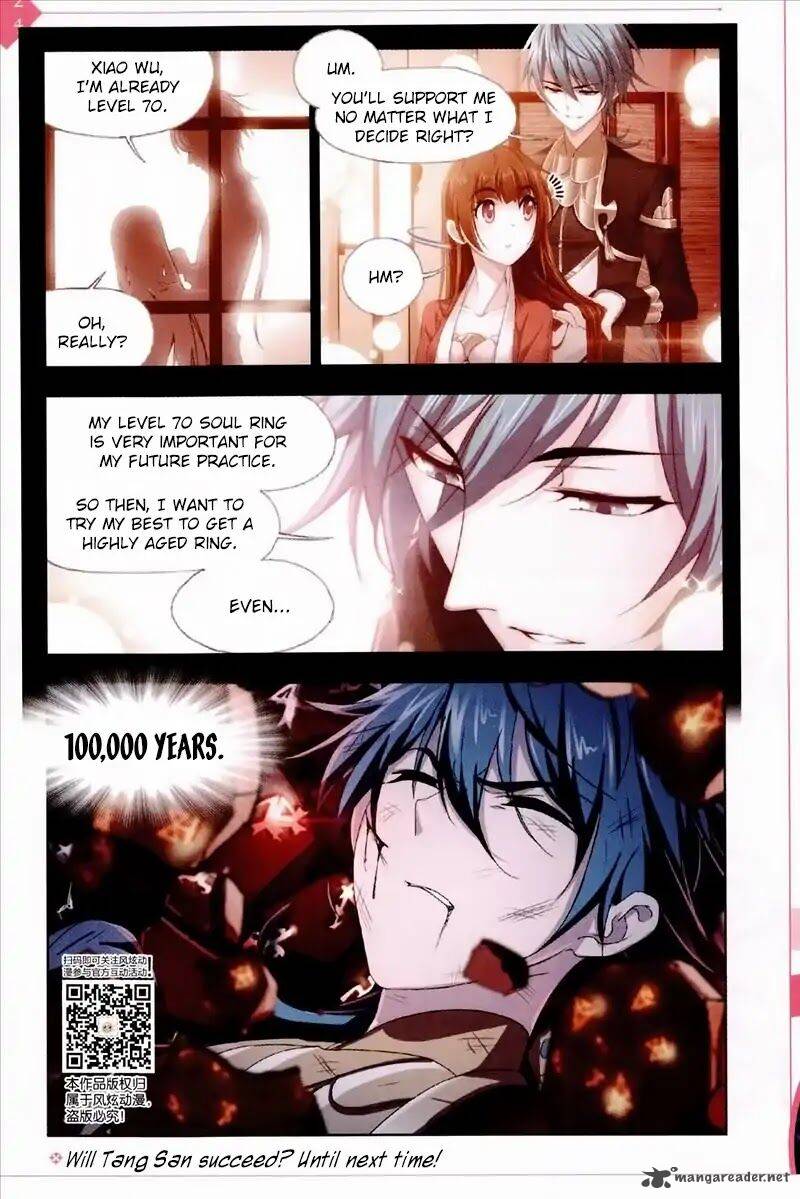 24
XIAO WU,
I'M ALREADY
LEVEL 70.
OH,
REALLY?
UM.
YOU'LL SUPPORT ME
NO MATTER WHAT I
DECIDE RIGHT?
HM?
MY LEVEL 70 SOUL RING
IS VERY IMPORTANT FOR
MY FUTURE PRACTICE.
SO THEN, I WANT TO
TRY MY BEST TO GET A
HIGHLY AGED RING.
EVEN...
100,000 YEARS.
扫码即可关注风炫动
漫参与官方互动活动!
本作品版权归
属于风炫动漫,
盗版必究!
Will Tang San succeed? Until next time!
mangareader.net